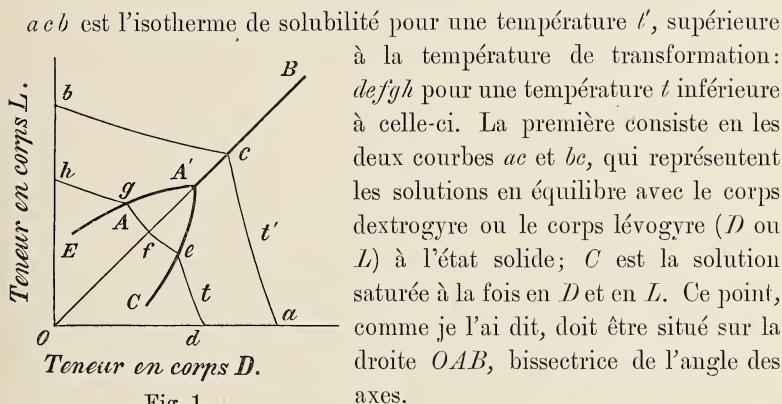 acb est l'isotherme de solubilité pour une température t', supérieure
à la température de transformation:
defgh pour une température t inférieure
à celle-ci. La première consiste en les
deux courbes ac et bc, qui représentent
les solutions en équilibre avec le corps
dextrogyre ou le corps lévogyre (D ou
L) à l'état solide; C est la solution
saturée à la fois en D et en L. Ce point,
comme je l'ai dit, doit être situé sur la
droite OAB, bissectrice de l'angle des
axes.
Teneur en corps L.
B
b
c
h
A'
g
A
t'
E
f
e
C
t
a
O
d
Teneur en corps D.
Fig. 1